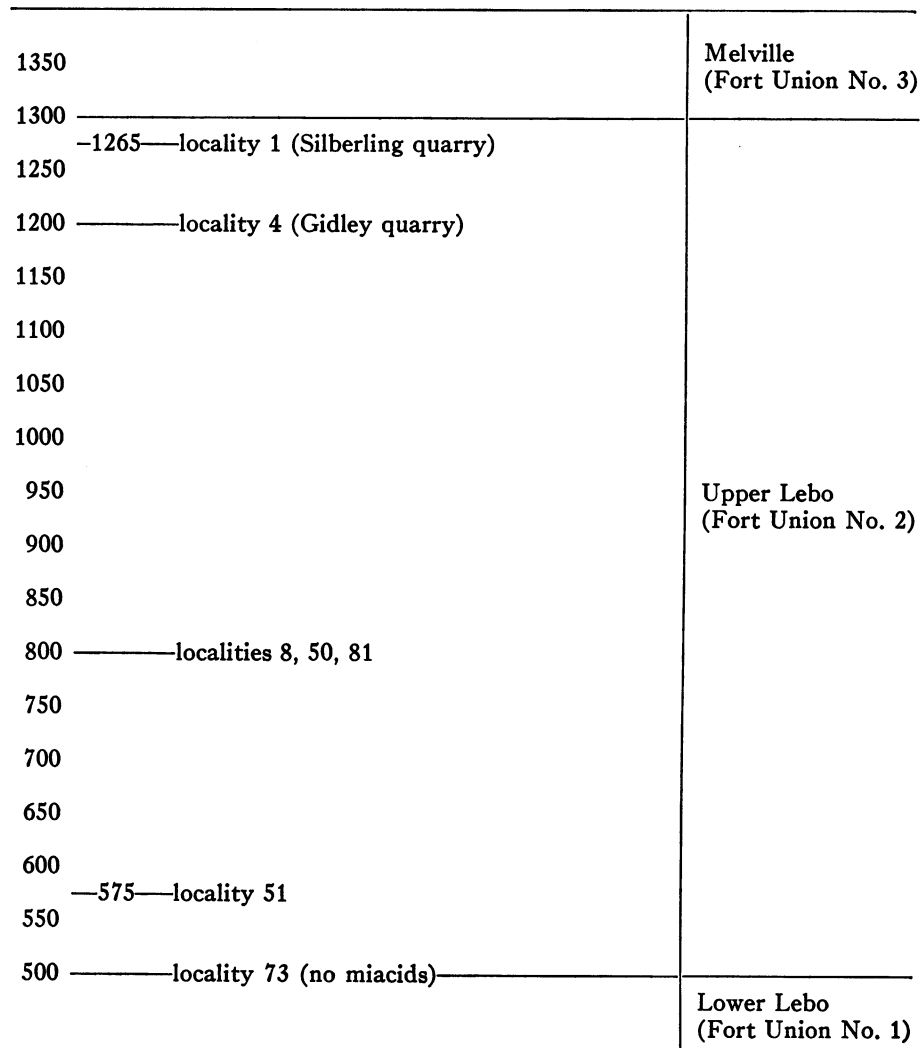 Melville
1350
(Fort Union No. 3)
1300
–1265—locality 1 (Silberling quarry)
1250
1200 —locality 4 (Gidley quarry)
1150
1100
1050
1000
950 Upper Lebo
(Fort Union No. 2)
900
850
800 —localities 8, 50, 81
750
700
650
600
—575—locality 51
550
500 —locality 73 (no miacids)—
Lower Lebo
(Fort Union No. 1)